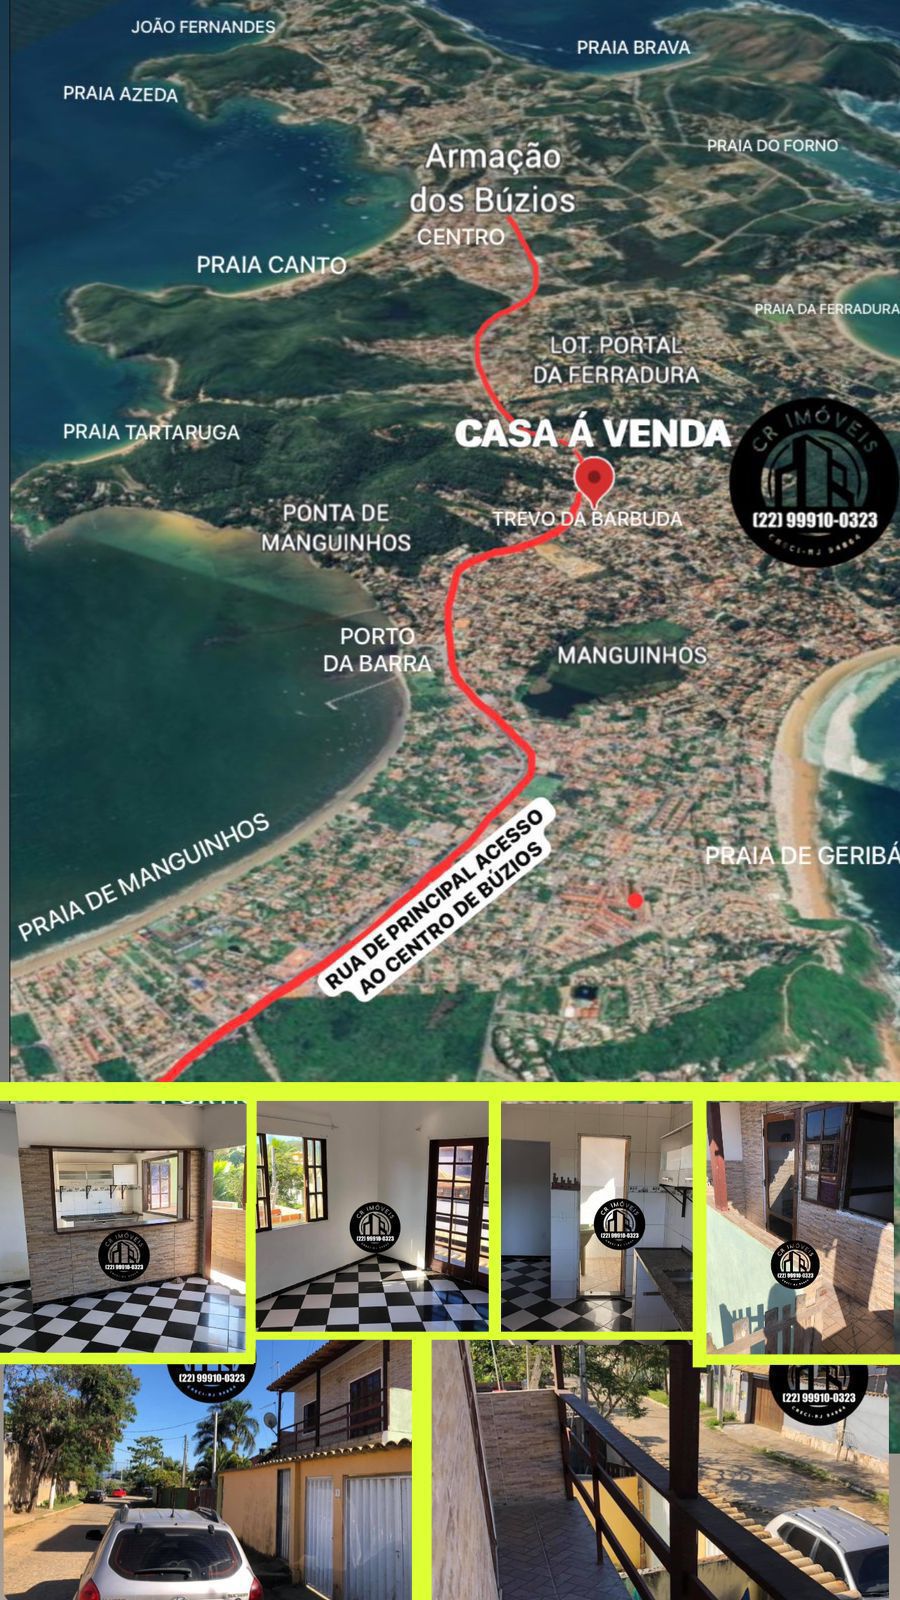 JOÃO FERNANDES
PRAIA BRAVA
PRAIA AZEDA
PRAIA DO FORNO
Armação
dos Búzios
CENTRO
PRAIA CANTO
PRAIA DA FERRADURA
LOT. PORTAL
DA FERRADURA
PRAIA TARTARUGA
CASA Á VENDA
CR IMÓVEIS
(22) 99910-0323
CRECI-RJ 94864
PONTA DE
MANGUINHOS
TREVO DA BARBUDA
PORTO
DA BARRA
MANGUINHOS
PRAIA DE MANGUINHOS
RUA DE PRINCIPAL ACESSO
AO CENTRO DE BÚZIOS
PRAIA DE GERIBÁ
CR IMÓVEIS
(22) 99910-0323
CR IMÓVEIS
(22) 99910-0323
CR IMÓVEIS
(22) 99910-0323
CR IMÓVEIS
(22) 99910-0323
(22) 99910-0323
CRECI-RJ 94864
(22) 99910-0323
CRECI-RJ 94864